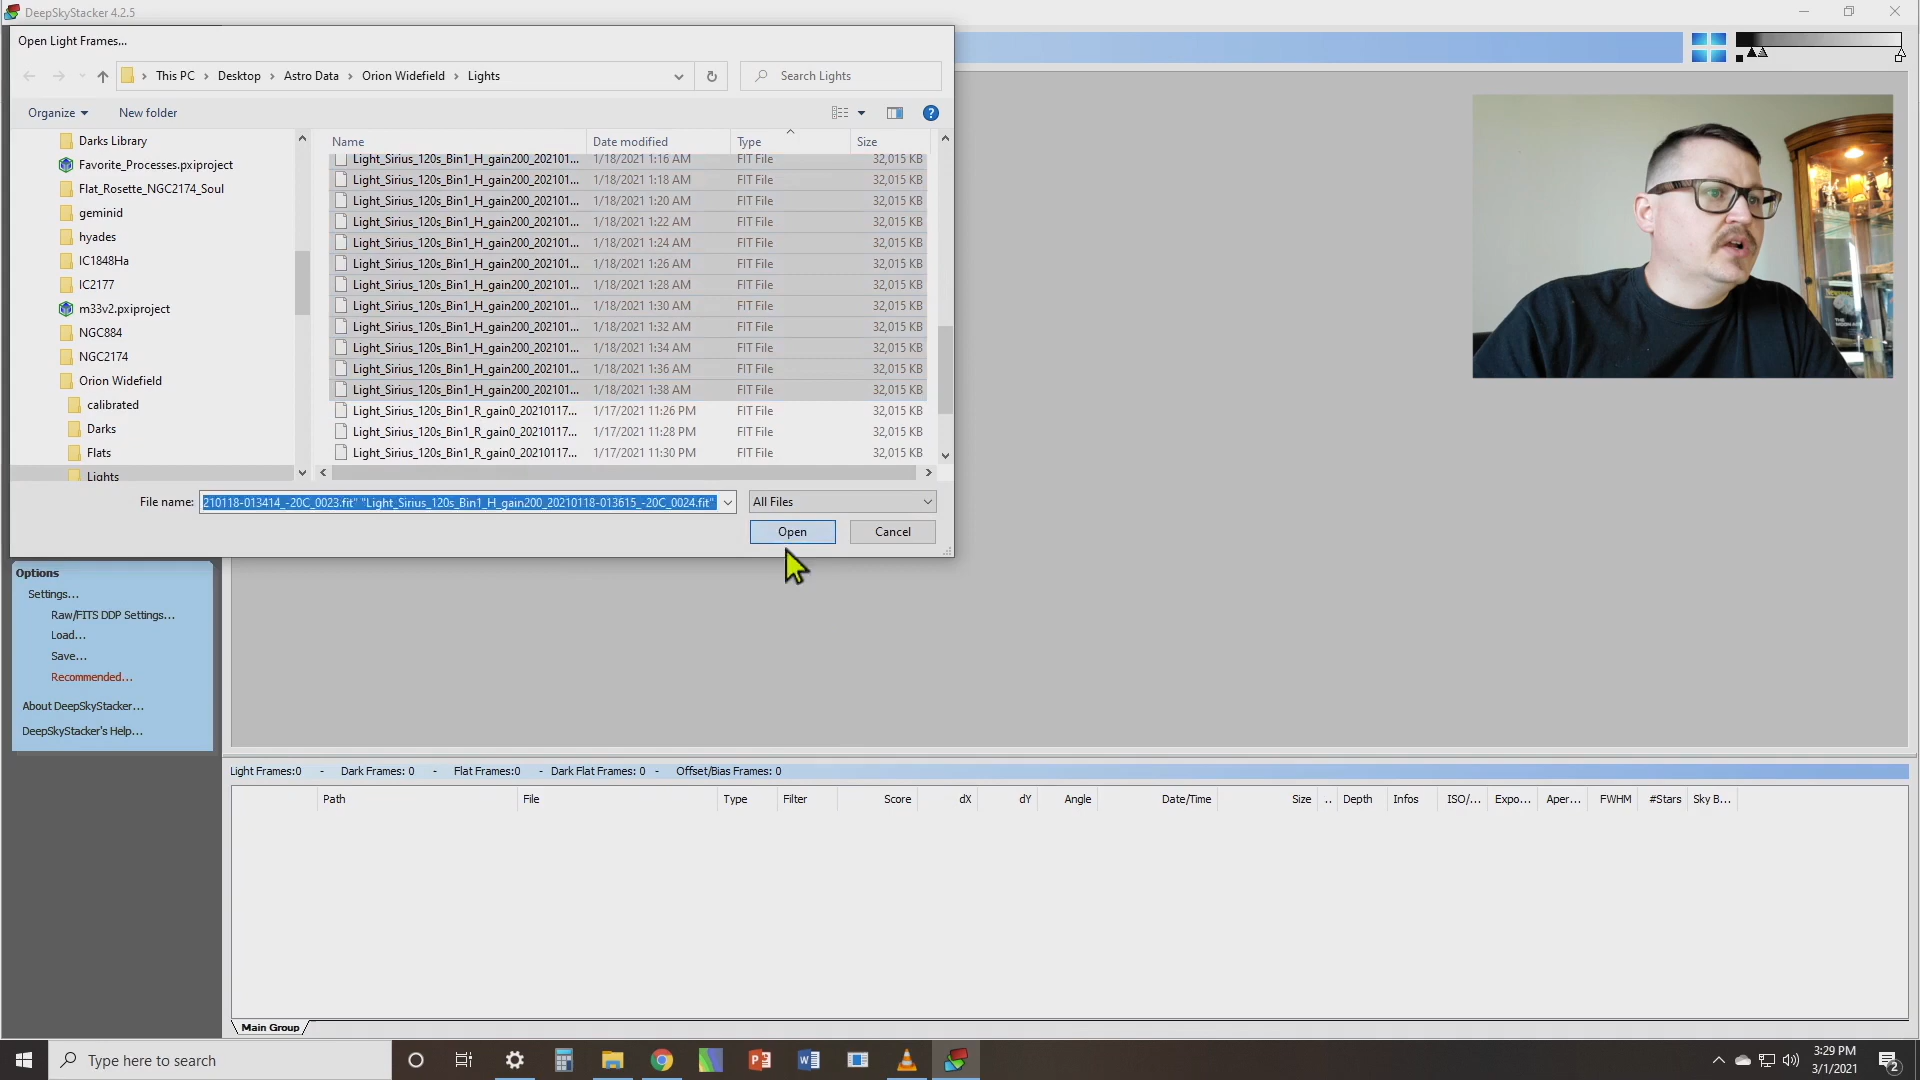 DeepSkyStacker 4.2.5
Open Light Frames...
This PC > Desktop > Astro Data > Orion Widefield > Lights
Search Lights
Organize
New folder
Darks Library
Favorite_Processes.pxiproject
Flat_Rosette_NGC2174_Soul
geminid
hyades
IC1848Ha
IC2177
m33v2.pxiproject
NGC884
NGC2174
Orion Widefield
calibrated
Darks
Flats
Lights
Name Date modified Type Size
Light_Sirius_120s_Bin1_H_gain200_202101... 1/18/2021 1:16 AM FIT File 32,015 KB
Light_Sirius_120s_Bin1_H_gain200_202101... 1/18/2021 1:18 AM FIT File 32,015 KB
Light_Sirius_120s_Bin1_H_gain200_202101... 1/18/2021 1:20 AM FIT File 32,015 KB
Light_Sirius_120s_Bin1_H_gain200_202101... 1/18/2021 1:22 AM FIT File 32,015 KB
Light_Sirius_120s_Bin1_H_gain200_202101... 1/18/2021 1:24 AM FIT File 32,015 KB
Light_Sirius_120s_Bin1_H_gain200_202101... 1/18/2021 1:26 AM FIT File 32,015 KB
Light_Sirius_120s_Bin1_H_gain200_202101... 1/18/2021 1:28 AM FIT File 32,015 KB
Light_Sirius_120s_Bin1_H_gain200_202101... 1/18/2021 1:30 AM FIT File 32,015 KB
Light_Sirius_120s_Bin1_H_gain200_202101... 1/18/2021 1:32 AM FIT File 32,015 KB
Light_Sirius_120s_Bin1_H_gain200_202101... 1/18/2021 1:34 AM FIT File 32,015 KB
Light_Sirius_120s_Bin1_H_gain200_202101... 1/18/2021 1:36 AM FIT File 32,015 KB
Light_Sirius_120s_Bin1_H_gain200_202101... 1/18/2021 1:38 AM FIT File 32,015 KB
Light_Sirius_120s_Bin1_R_gain0_20210117... 1/17/2021 11:26 PM FIT File 32,015 KB
Light_Sirius_120s_Bin1_R_gain0_20210117... 1/17/2021 11:28 PM FIT File 32,015 KB
Light_Sirius_120s_Bin1_R_gain0_20210117... 1/17/2021 11:30 PM FIT File 32,015 KB
File name: 210118-013414_-20C_0023.fit" "Light_Sirius_120s_Bin1_H_gain200_20210118-013615_-20C_0024.fit"
All Files
Open
Cancel
Options
Settings...
Raw/FITS DDP Settings...
Load...
Save...
Recommended...
About DeepSkyStacker...
DeepSkyStacker's Help...
Light Frames:0 - Dark Frames: 0 - Flat Frames:0 - Dark Flat Frames: 0 - Offset/Bias Frames: 0
Path File Type Filter Score dX dY Angle Date/Time Size .. Depth Infos ISO/... Expo... Aper... FWHM #Stars Sky B...
Main Group
Type here to search
3:29 PM
3/1/2021
2